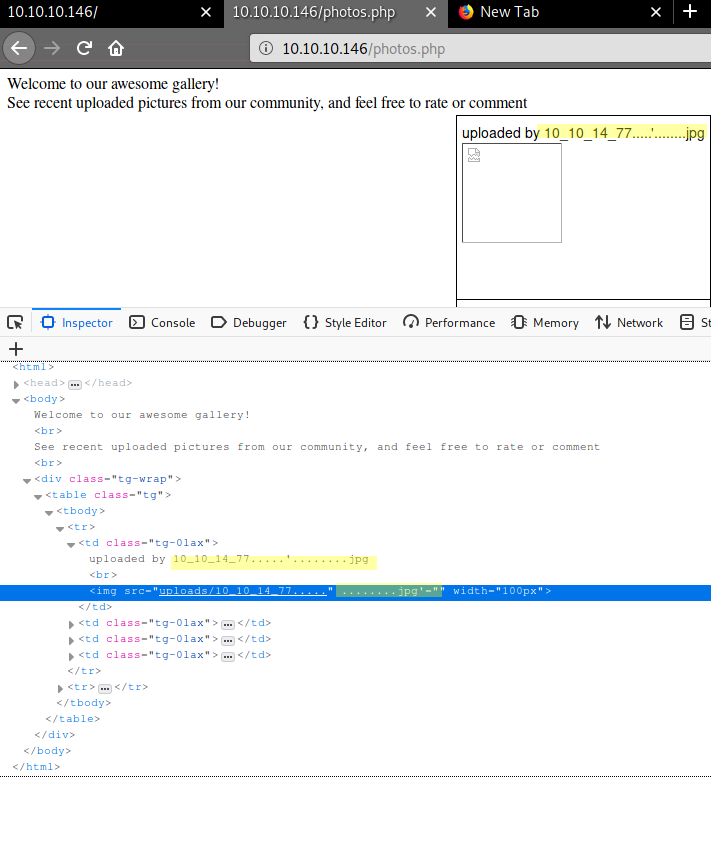 10.10.10.146/
10.10.10.146/photos.php
New Tab
10.10.10.146/photos.php
Welcome to our awesome gallery!
See recent uploaded pictures from our community, and feel free to rate or comment
uploaded by 10_10_14_77.....'........jpg
Inspector Console Debugger {} Style Editor Performance Memory Network St
<html>
<head> ••• </head>
<body>
Welcome to our awesome gallery!
<br>
See recent uploaded pictures from our community, and feel free to rate or comment
<br>
<div class="tg-wrap">
<table class="tg">
<tbody>
<tr>
<td class="tg-0lax">
uploaded by 10_10_14_77.....'........jpg
<br>
<img src="uploads/10_10_14_77....." ........jpg'="" width="100px">
</td>
<td class="tg-0lax"> ••• </td>
<td class="tg-0lax"> ••• </td>
<td class="tg-0lax"> ••• </td>
</tr>
<tr> ••• </tr>
</tbody>
</table>
</div>
</body>
</html>